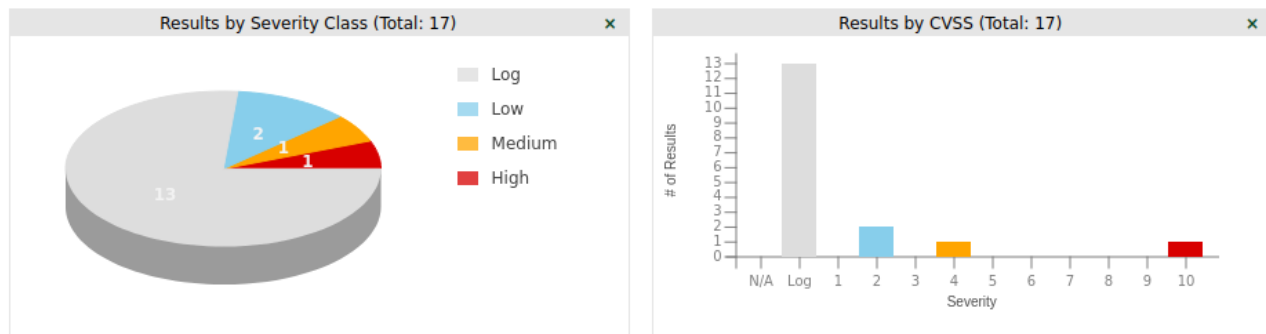 Results by Severity Class (Total: 17)
×
Log
Low
Medium
High
2
1
1
13
Results by CVSS (Total: 17)
×
# of Results
13
12
11
10
9
8
7
6
5
4
3
2
1
0
N/A Log 1 2 3 4 5 6 7 8 9 10
Severity